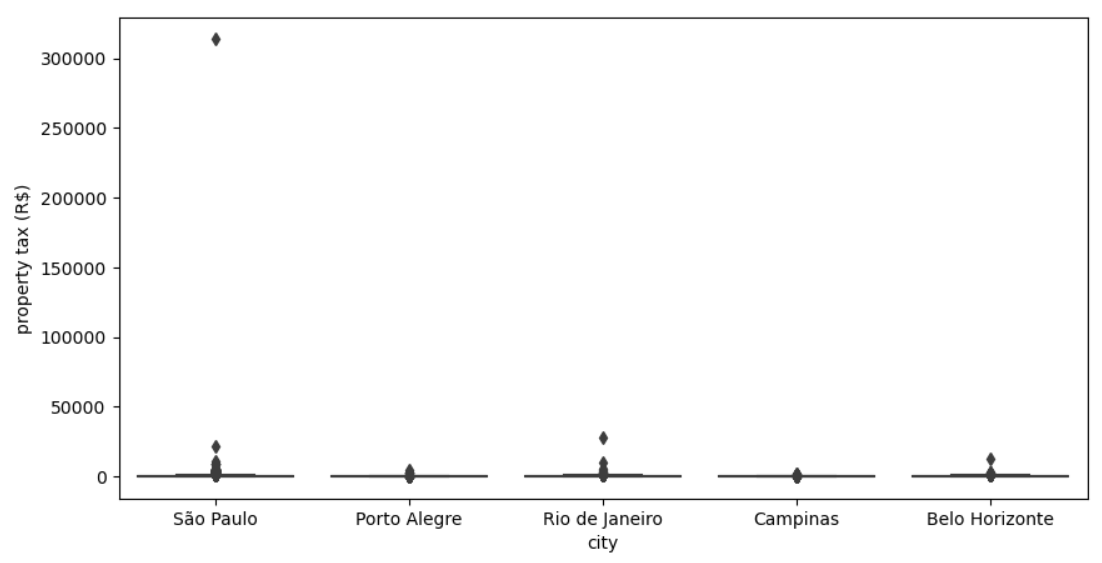 300000
250000
200000
150000
100000
50000
0
property tax (R$)
São Paulo Porto Alegre Rio de Janeiro Campinas Belo Horizonte
city